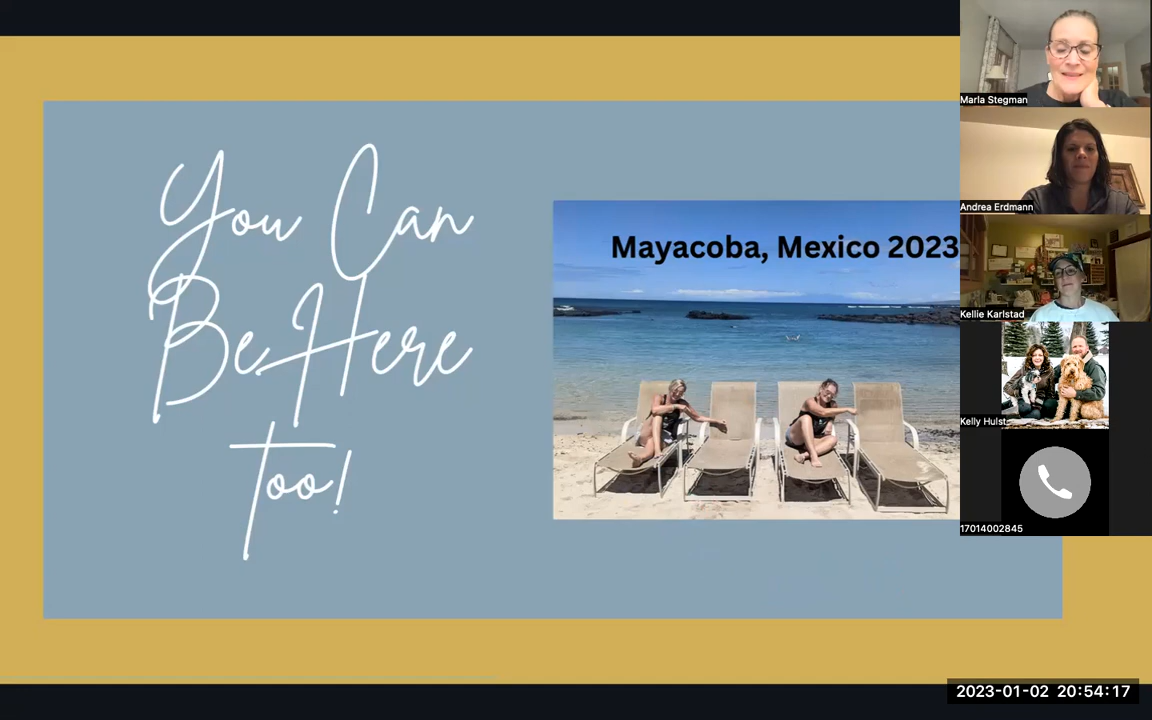 You Can
Be Here
too!
Mayacoba, Mexico 2023
Marla Stegman
Andrea Erdmann
Kellie Karlstad
Kelly Hulst
17014002845
2023-01-02 20:54:17